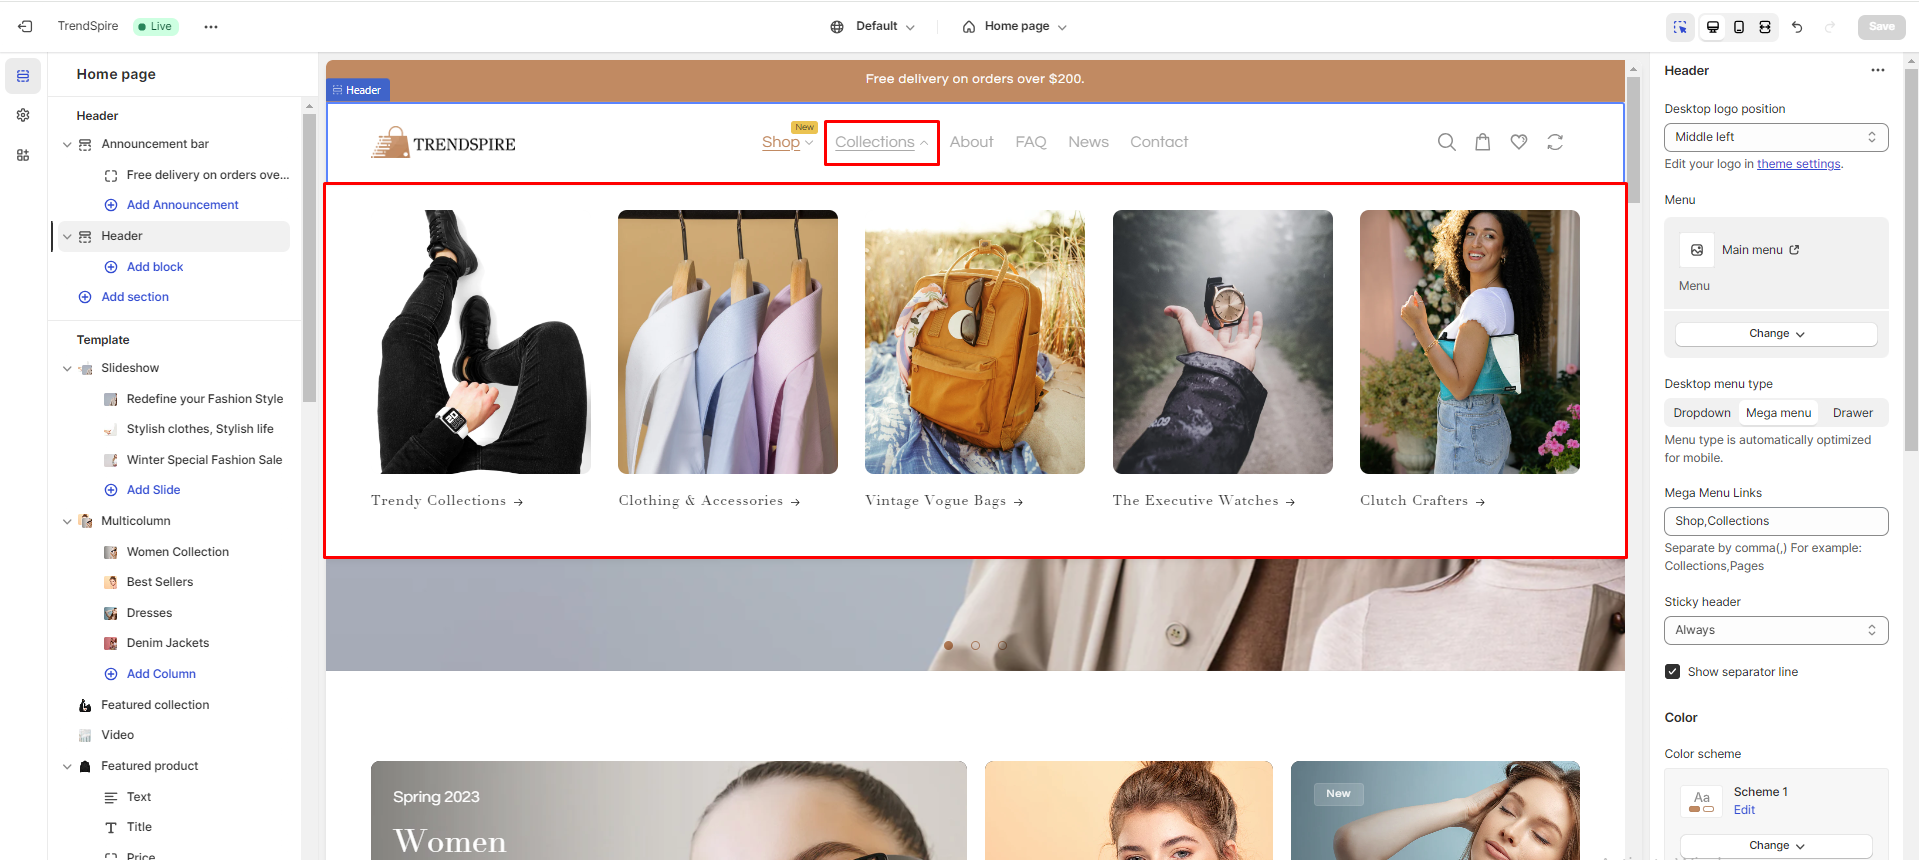 TrendSpire
Live
Default
Home page
Save
Home page
Header
Announcement bar
Free delivery on orders ove...
Add Announcement
Header
Add block
Add section
Template
Slideshow
Redefine your Fashion Style
Stylish clothes, Stylish life
Winter Special Fashion Sale
Add Slide
Multicolumn
Women Collection
Best Sellers
Dresses
Denim Jackets
Add Column
Featured collection
Video
Featured product
Text
Title
Price
Free delivery on orders over $200.
Header
TRENDSPIRE
New
Shop
Collections
About
FAQ
News
Contact
Trendy Collections →
Clothing & Accessories →
Vintage Vogue Bags →
The Executive Watches →
Clutch Crafters →
Spring 2023
Women
New
Header
Desktop logo position
Middle left
Edit your logo in theme settings.
Menu
Main menu
Menu
Change
Desktop menu type
Dropdown
Mega menu
Drawer
Menu type is automatically optimized
for mobile.
Mega Menu Links
Shop,Collections
Separate by comma(,) For example:
Collections,Pages
Sticky header
Always
Show separator line
Color
Color scheme
Aa
Scheme 1
Edit
Change